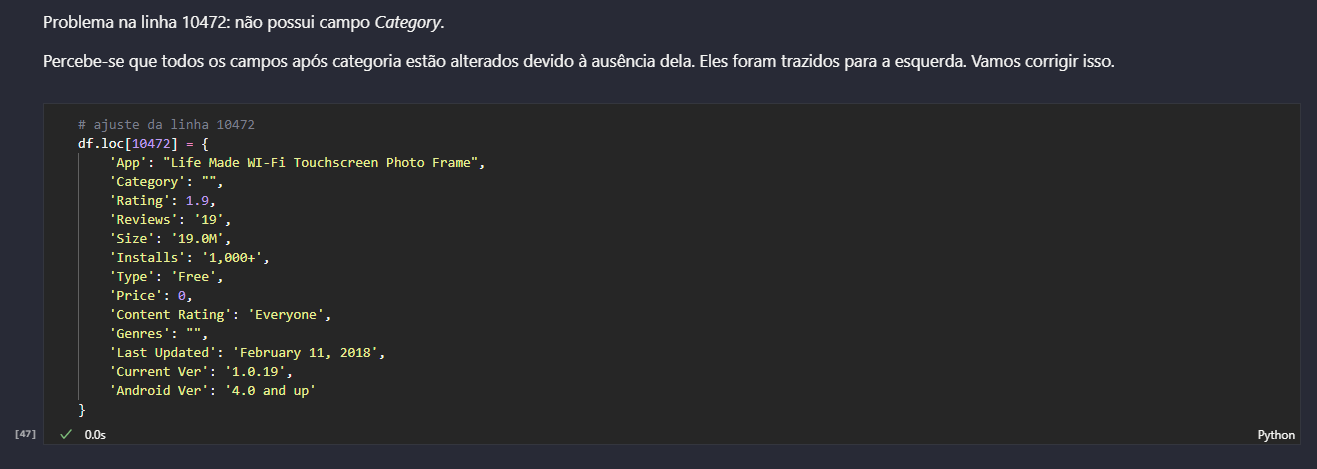 Problema na linha 10472: não possui campo Category.
Percebe-se que todos os campos após categoria estão alterados devido à ausência dela. Eles foram trazidos para a esquerda. Vamos corrigir isso.
# ajuste da linha 10472
df.loc[10472] = {
    'App': "Life Made WI-Fi Touchscreen Photo Frame",
    'Category': "",
    'Rating': 1.9,
    'Reviews': '19',
    'Size': '19.0M',
    'Installs': '1,000+',
    'Type': 'Free',
    'Price': 0,
    'Content Rating': 'Everyone',
    'Genres': "",
    'Last Updated': 'February 11, 2018',
    'Current Ver': '1.0.19',
    'Android Ver': '4.0 and up'
}
[47] ✓ 0.0s Python